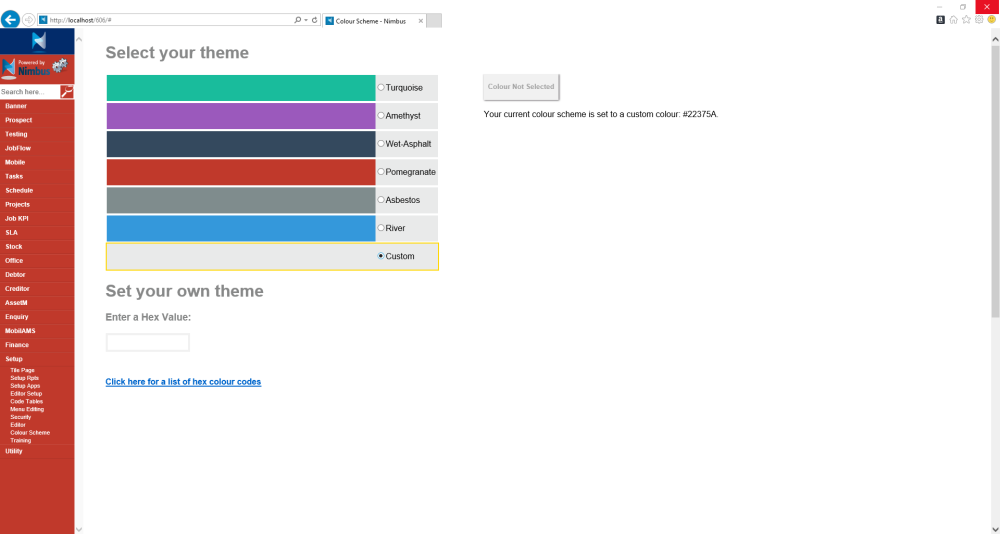 http://localhost/606/#
Colour Scheme - Nimbus
Powered by
Nimbus
Search here...
Banner
Prospect
Testing
JobFlow
Mobile
Tasks
Schedule
Projects
Job KPI
SLA
Stock
Office
Debtor
Creditor
AssetM
Enquiry
MobilAMS
Finance
Setup
Tile Page
Setup Rpts
Setup Apps
Editor Setup
Code Tables
Menu Editing
Security
Editor
Colour Scheme
Training
Utility
Select your theme
Turquoise
Amethyst
Wet-Asphalt
Pomegranate
Asbestos
River
Custom
Set your own theme
Enter a Hex Value:
Click here for a list of hex colour codes
Colour Not Selected
Your current colour scheme is set to a custom colour: #22375A.